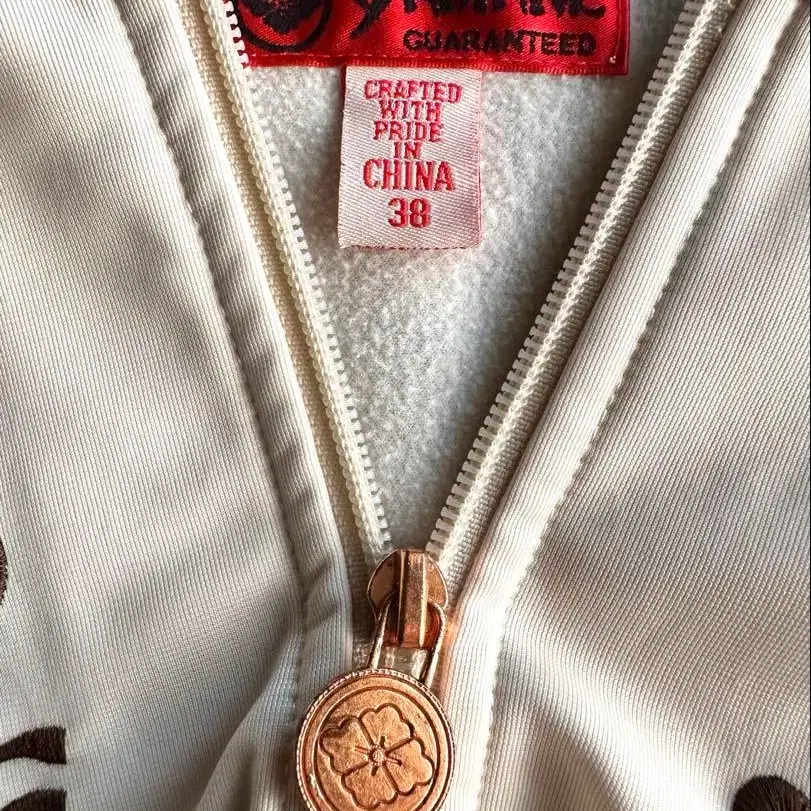 GUARANTEED
CRAFTED
WITH
PRIDE
IN
CHINA
38